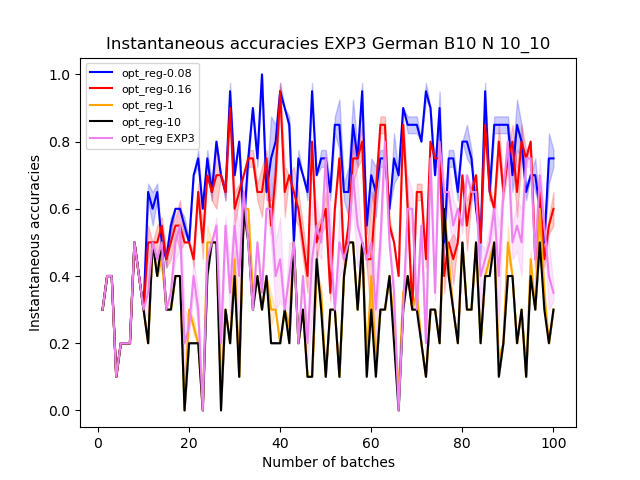 Instantaneous accuracies EXP3 German B10 N 10_10
opt_reg-0.08
opt_reg-0.16
opt_reg-1
opt_reg-10
opt_reg EXP3
Instantaneous accuracies
1.0
0.8
0.6
0.4
0.2
0.0
0 20 40 60 80 100
Number of batches